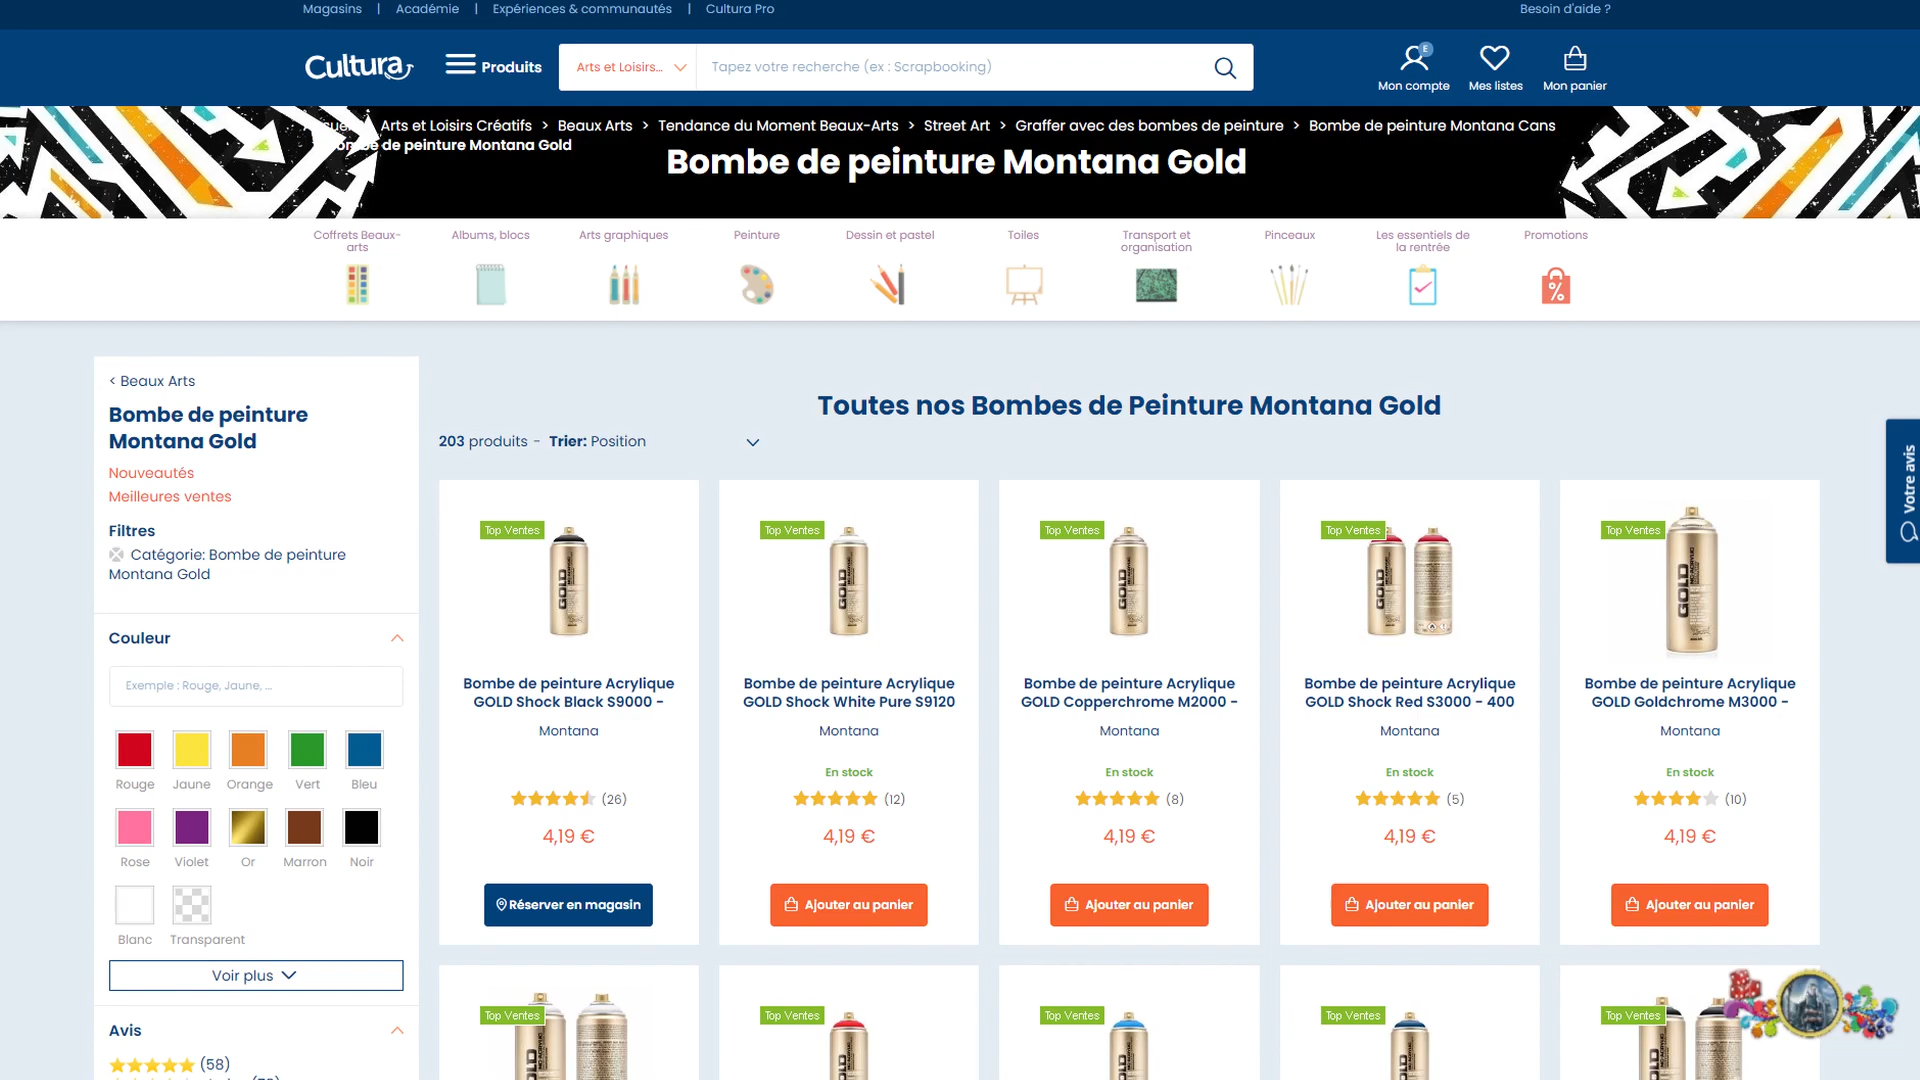 Magasins | Académie | Expériences & communautés | Cultura Pro
Besoin d'aide ?
Cultura
Produits
Arts et Loisirs...
Tapez votre recherche (ex : Scrapbooking)
E
Mon compte
Mes listes
Mon panier
Arts et Loisirs Créatifs > Beaux Arts > Tendance du Moment Beaux-Arts > Street Art > Graffer avec des bombes de peinture > Bombe de peinture Montana Cans
de peinture Montana Gold
Bombe de peinture Montana Gold
Coffrets Beaux-
arts
Albums, blocs
Arts graphiques
Peinture
Dessin et pastel
Toiles
Transport et
organisation
Pinceaux
Les essentiels de
la rentrée
Promotions
%
< Beaux Arts
Bombe de peinture
Montana Gold
Nouveautés
Meilleures ventes
Filtres
Catégorie: Bombe de peinture
Montana Gold
Couleur
Exemple : Rouge, Jaune, ...
Rouge
Jaune
Orange
Vert
Bleu
Rose
Violet
Or
Marron
Noir
Blanc
Transparent
Voir plus
Avis
(58)
Toutes nos Bombes de Peinture Montana Gold
203 produits - Trier: Position
Votre avis
Top Ventes
GOLD
Bombe de peinture Acrylique
GOLD Shock Black S9000 -
Montana
(26)
4,19 €
Réserver en magasin
Top Ventes
GOLD
Bombe de peinture Acrylique
GOLD Shock White Pure S9120
Montana
En stock
(12)
4,19 €
Ajouter au panier
Top Ventes
GOLD
Bombe de peinture Acrylique
GOLD Copperchrome M2000 -
Montana
En stock
(8)
4,19 €
Ajouter au panier
Top Ventes
GOLD
Bombe de peinture Acrylique
GOLD Shock Red S3000 - 400
Montana
En stock
(5)
4,19 €
Ajouter au panier
Top Ventes
GOLD
Bombe de peinture Acrylique
GOLD Goldchrome M3000 -
Montana
En stock
(10)
4,19 €
Ajouter au panier
Top Ventes
GOLD
Top Ventes
GOLD
Top Ventes
GOLD
Top Ventes
GOLD
Top Ventes
GOLD